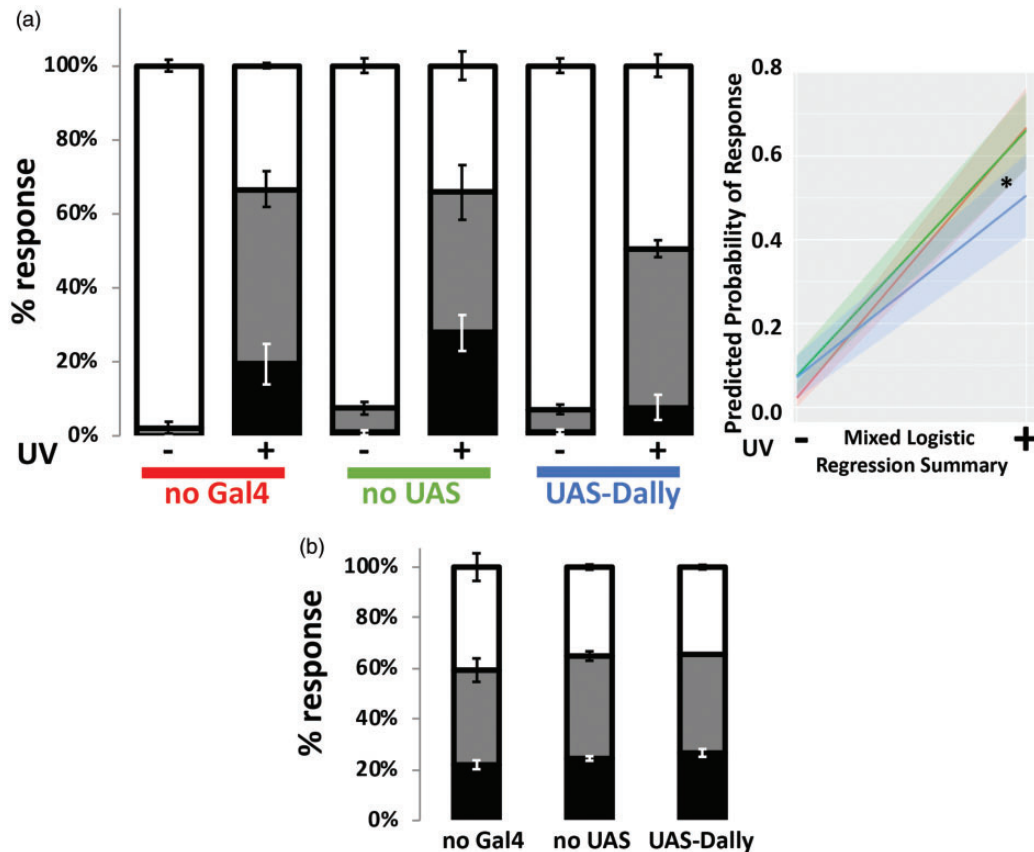 (a)
% response
100%
80%
60%
40%
20%
0%
UV
- + - + - +
no Gal4 no UAS UAS-Dally
Predicted Probability of Response
0.8
0.6
0.4
0.2
0.0
*
UV - Mixed Logistic +
Regression Summary
(b)
% response
100%
80%
60%
40%
20%
0%
no Gal4 no UAS UAS-Dally